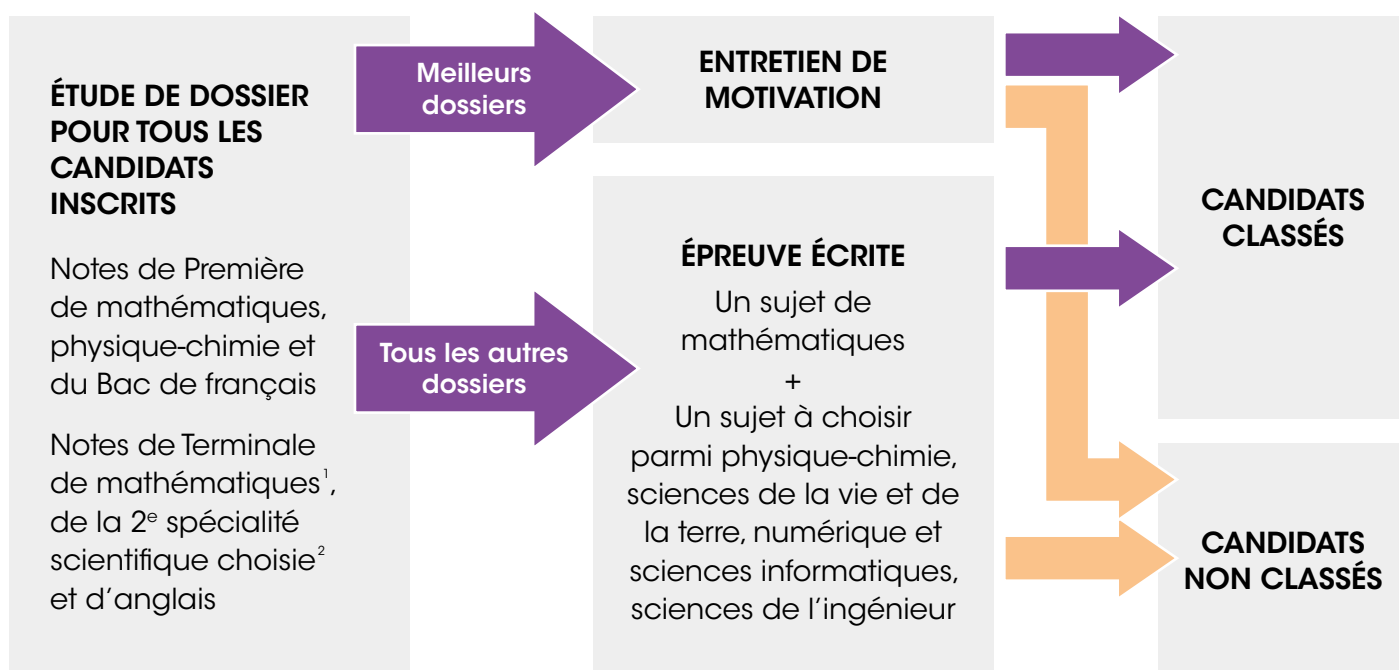 ÉTUDE DE DOSSIER
POUR TOUS LES
CANDIDATS
INSCRITS
Notes de Première
de mathématiques,
physique-chimie et
du Bac de français
Notes de Terminale
de mathématiques¹,
de la 2ᵉ spécialité
scientifique choisie²
et d’anglais
Meilleurs
dossiers
Tous les autres
dossiers
ENTRETIEN DE
MOTIVATION
ÉPREUVE ÉCRITE
Un sujet de
mathématiques
+
Un sujet à choisir
parmi physique-chimie,
sciences de la vie et de
la terre, numérique et
sciences informatiques,
sciences de l’ingénieur
CANDIDATS
CLASSÉS
CANDIDATS
NON CLASSÉS